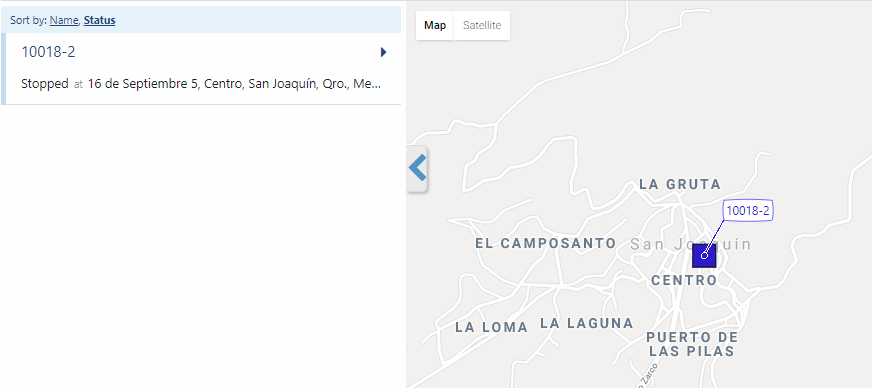 Sort by: Name, Status
10018-2
Stopped at 16 de Septiembre 5, Centro, San Joaquín, Qro., Me...
Map Satellite
LA GRUTA
10018-2
EL CAMPOSANTO
San Joaquín
CENTRO
LA LOMA
LA LAGUNA
PUERTO DE
LAS PILAS
Zarco